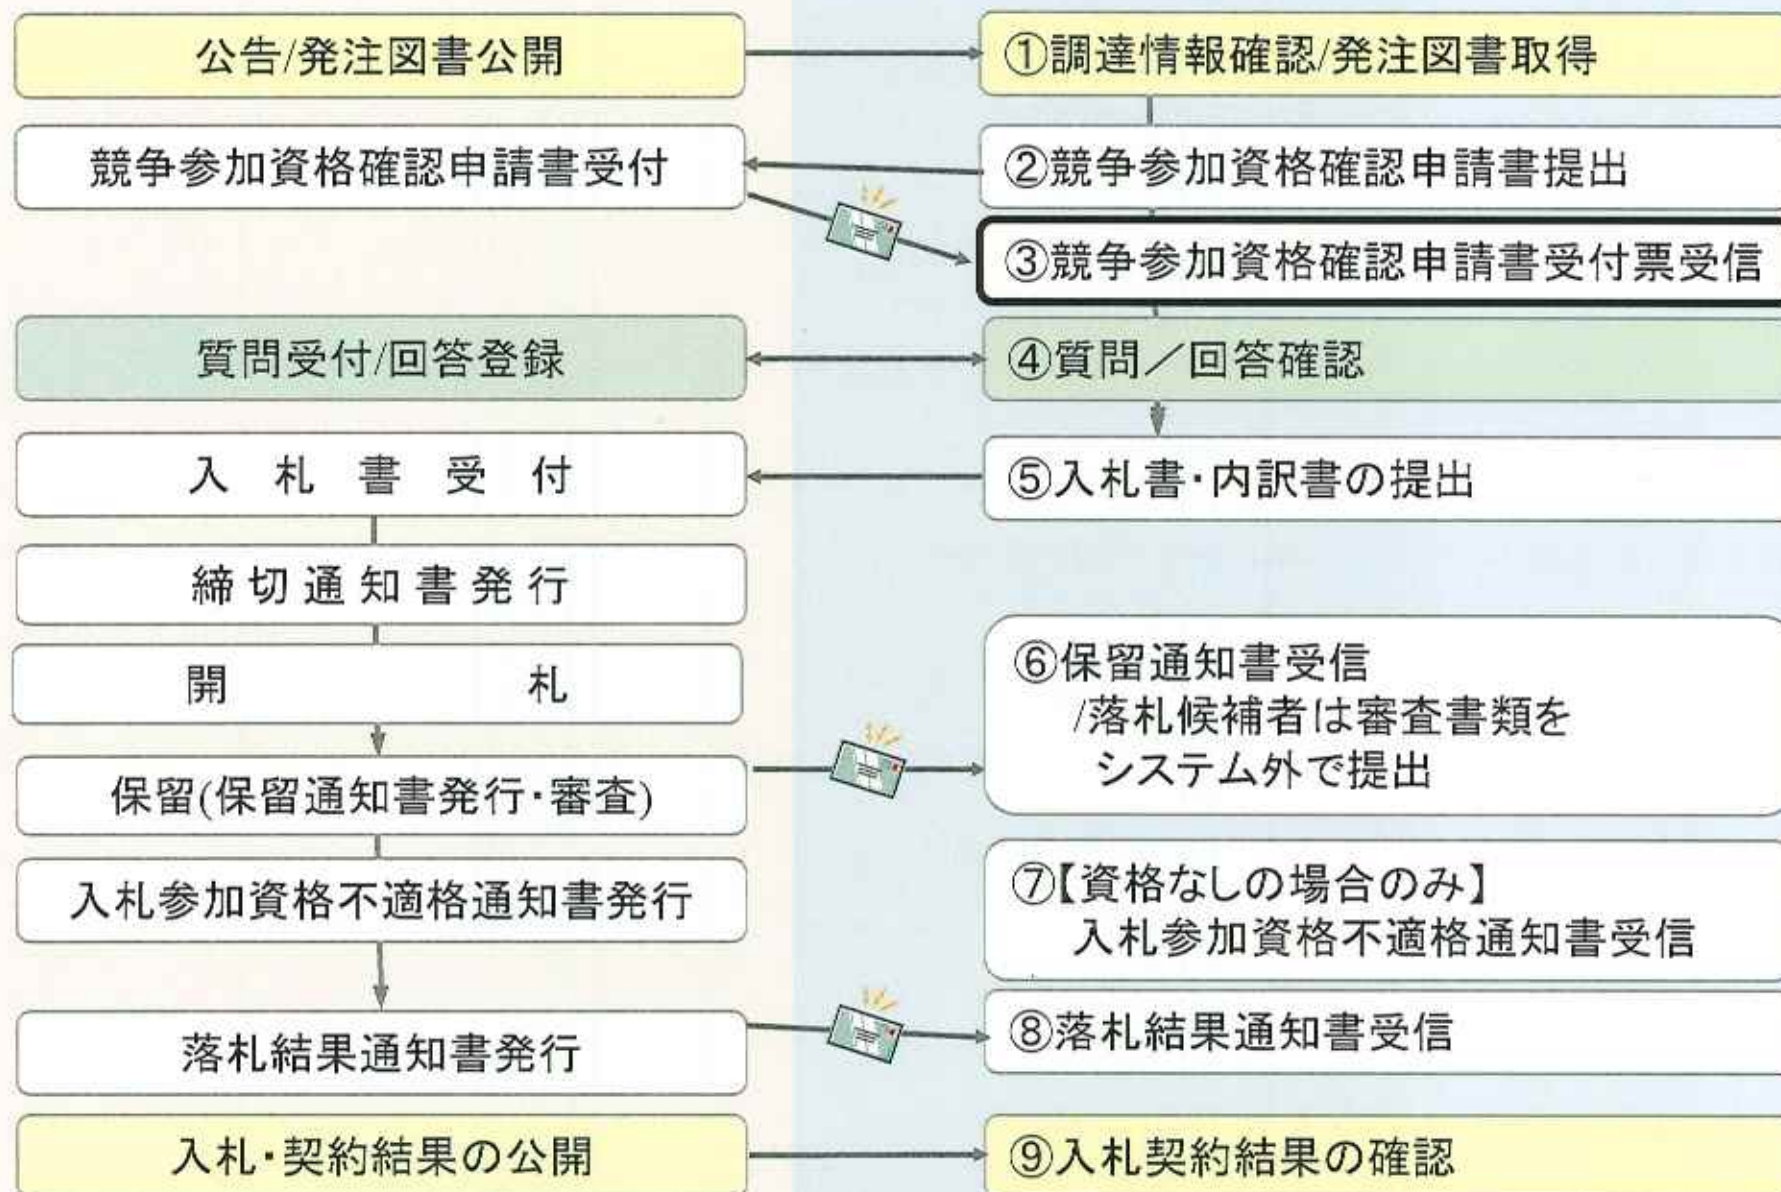 公告/発注図書公開
①調達情報確認/発注図書取得
競争参加資格確認申請書受付
②競争参加資格確認申請書提出
③競争参加資格確認申請書受付票受信
質問受付/回答登録
④質問／回答確認
入札書受付
⑤入札書・内訳書の提出
締切通知書発行
開札
⑥保留通知書受信
/落札候補者は審査書類を
システム外で提出
保留(保留通知書発行・審査)
入札参加資格不適格通知書発行
⑦【資格なしの場合のみ】
入札参加資格不適格通知書受信
落札結果通知書発行
⑧落札結果通知書受信
入札・契約結果の公開
⑨入札契約結果の確認